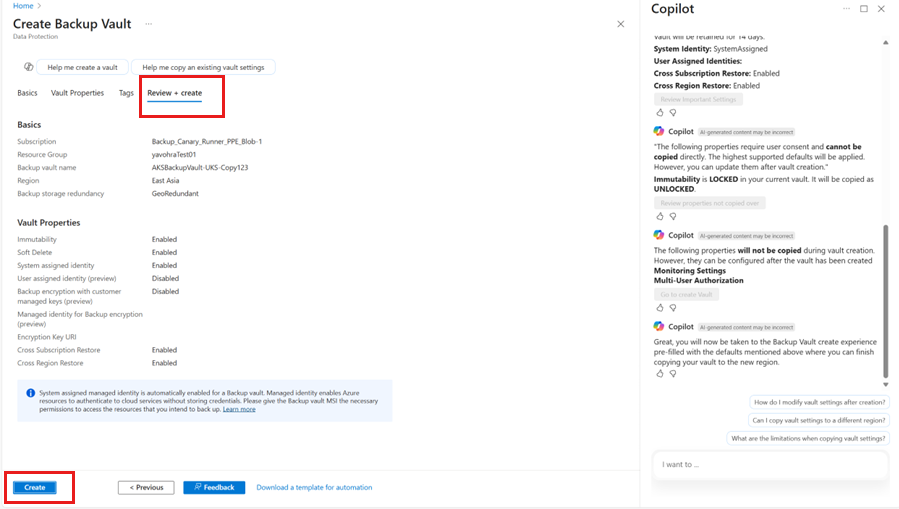 Home >
Create Backup Vault ...
Data Protection
Help me create a vault
Help me copy an existing vault settings
Basics
Vault Properties
Tags
Review + create
Basics
Subscription Backup_Canary_Runner_PPE_Blob-1
Resource Group yavohraTest01
Backup vault name AKSBackupVault-UKS-Copy123
Region East Asia
Backup storage redundancy GeoRedundant
Vault Properties
Immutability Enabled
Soft Delete Enabled
System assigned identity Enabled
User assigned identity (preview) Disabled
Backup encryption with customer Disabled
managed keys (preview)
Managed identity for Backup encryption
(preview)
Encryption Key URI
Cross Subscription Restore Enabled
Cross Region Restore Enabled
System assigned managed identity is automatically enabled for a Backup vault. Managed identity enables Azure
resources to authenticate to cloud services without storing credentials. Please give the Backup vault MSI the necessary
permissions to access the resources that you intend to back up. Learn more
Create
< Previous
Feedback
Download a template for automation
Copilot
Vault will be retained for 14 days.
System Identity: SystemAssigned
User Assigned Identities:
Cross Subscription Restore: Enabled
Cross Region Restore: Enabled
Review Important Settings
Copilot AI-generated content may be incorrect
"The following properties require user consent and cannot be
copied directly. The highest supported defaults will be applied.
However, you can update them after vault creation."
Immutability is LOCKED in your current vault. It will be copied as
UNLOCKED.
Review properties not copied over
Copilot AI-generated content may be incorrect
The following properties will not be copied during vault creation.
However, they can be configured after the vault has been created
Monitoring Settings
Multi-User Authorization
Go to create Vault
Copilot AI-generated content may be incorrect
Great, you will now be taken to the Backup Vault create experience
pre-filled with the defaults mentioned above where you can finish
copying your vault to the new region.
How do I modify vault settings after creation?
Can I copy vault settings to a different region?
What are the limitations when copying vault settings?
I want to ...